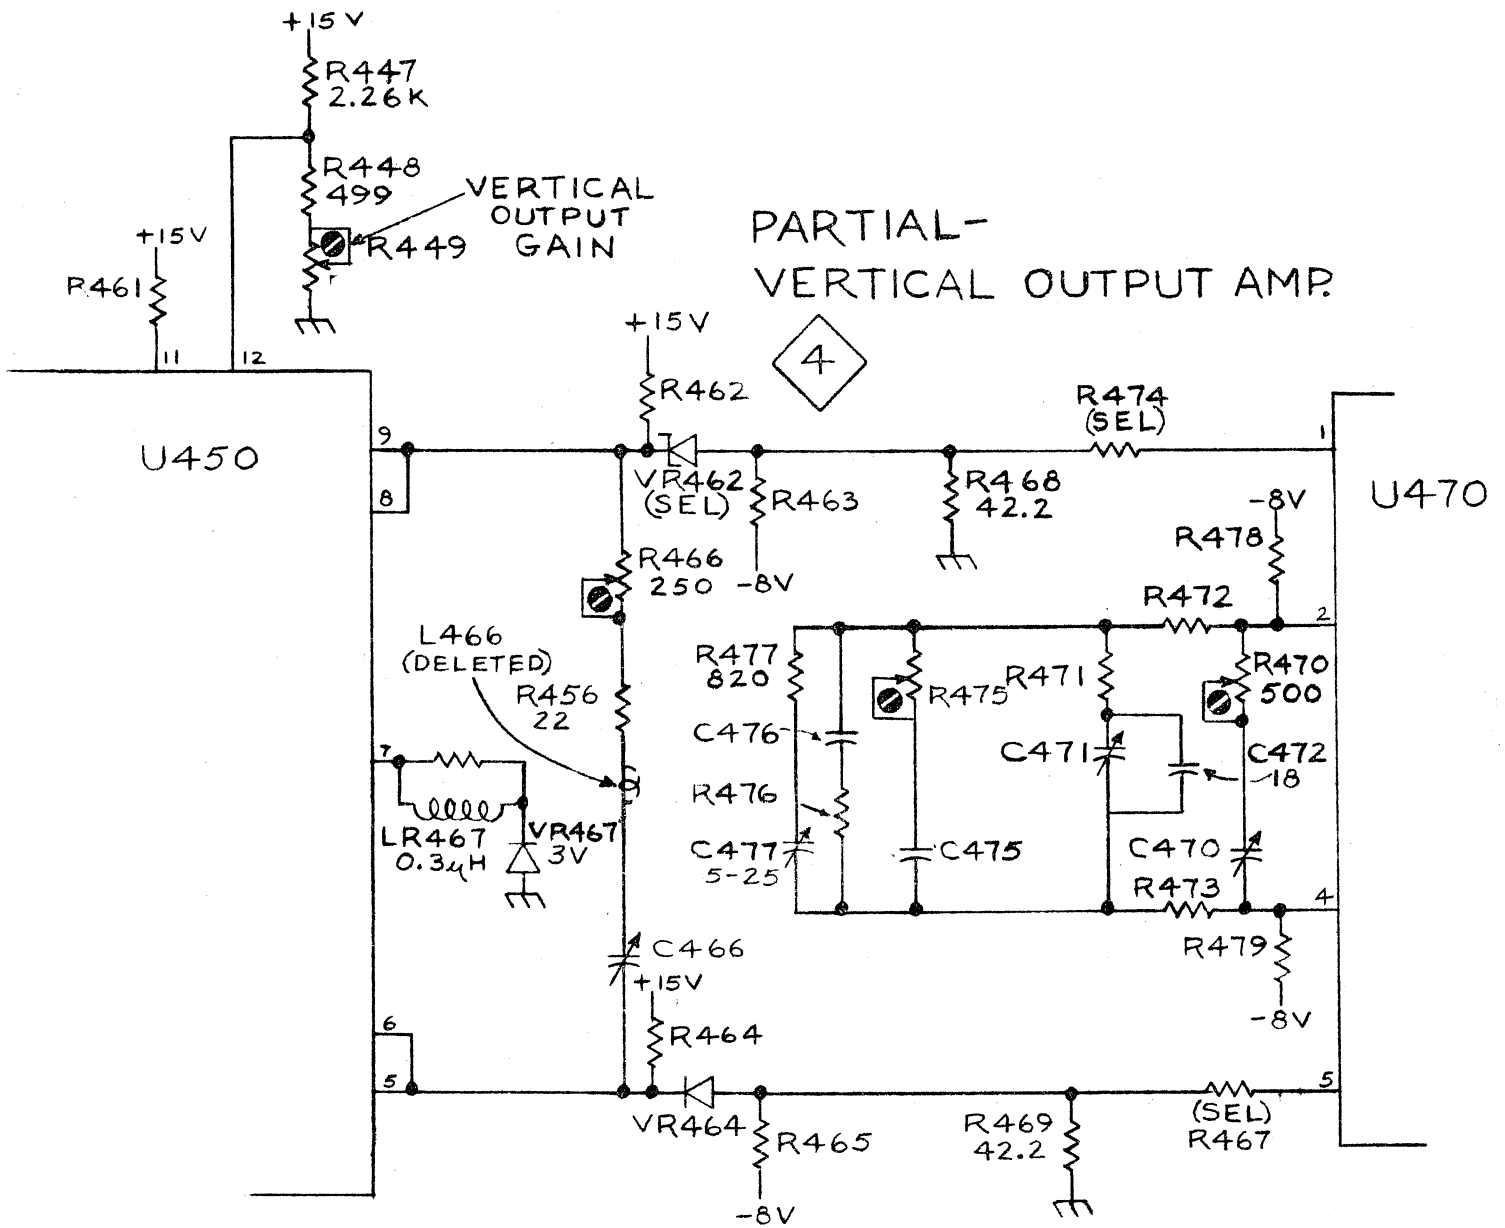 +15V
R447
2.26K
R448
499
VERTICAL
OUTPUT
GAIN
R449
+15V
R461
11
12
PARTIAL-
VERTICAL OUTPUT AMP.
4
+15V
R462
U450
9
8
VR462
(SEL)
R463
-8V
R468
42.2
R474
(SEL)
1
U470
-8V
R478
R466
250
R472
2
L466
(DELETED)
R456
22
R477
820
R475
R471
R470
500
C476
C471
C472
18
7
LR467
0.3μH
VR467
3V
R476
C477
5-25
C475
C470
R473
4
C466
R479
-8V
+15V
R464
6
5
VR464
R465
-8V
R469
42.2
(SEL)
R467
5